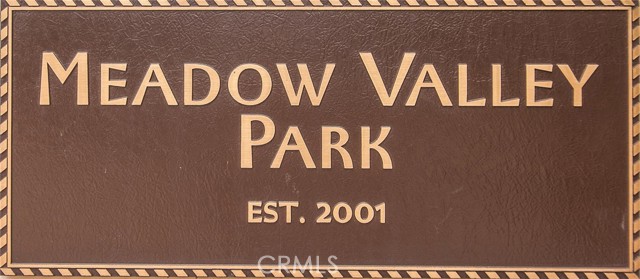 MEADOW VALLEY
PARK
EST. 2001
CRMLS